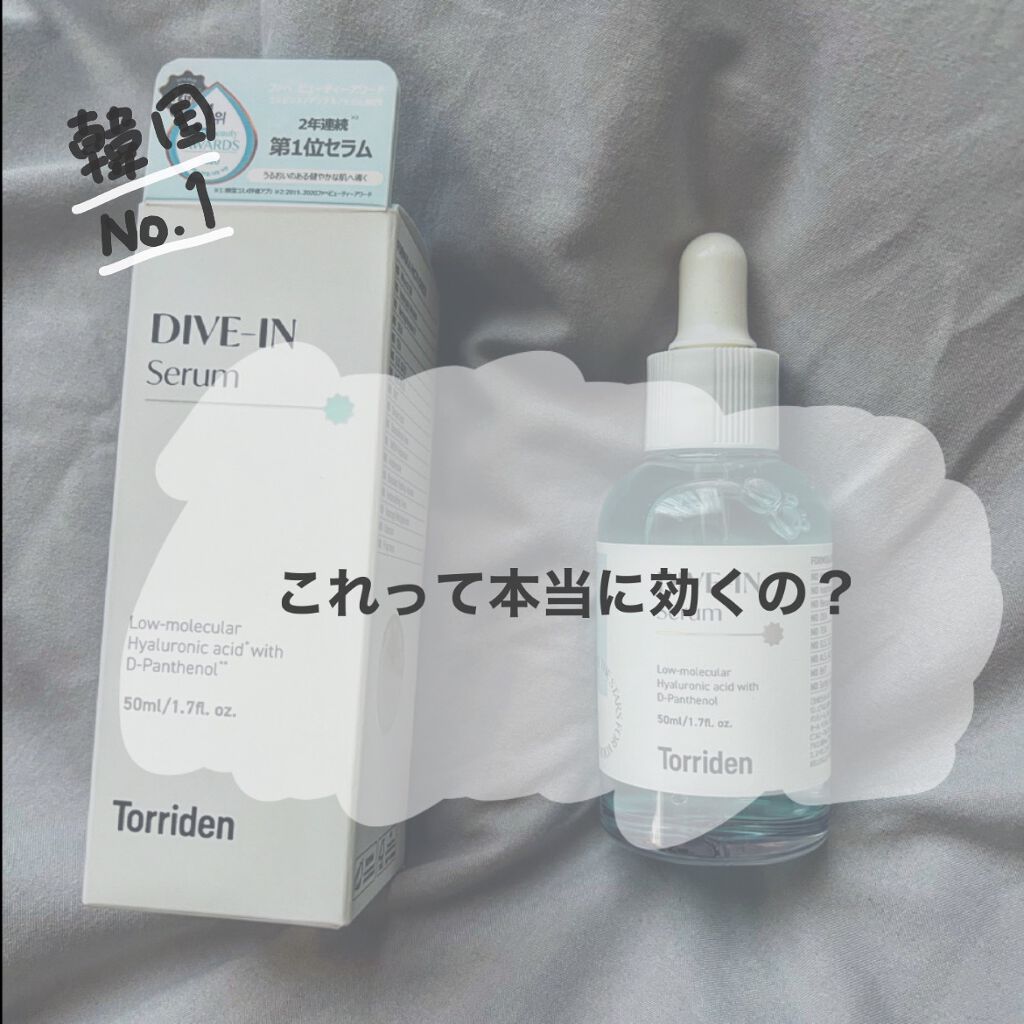 韓国
No.1
AWARDS
2年連続
第1位セラム
うるおいのある健やかな肌へ導く
DIVE-IN
Serum
Low-molecular
Hyaluronic acid* with
D-Panthenol**
50ml/1.7fl. oz.
Torriden
これって本当に効くの？
DIVE-IN
Serum
Low-molecular
Hyaluronic acid with
D-Panthenol
50ml/1.7fl. oz.
Torriden